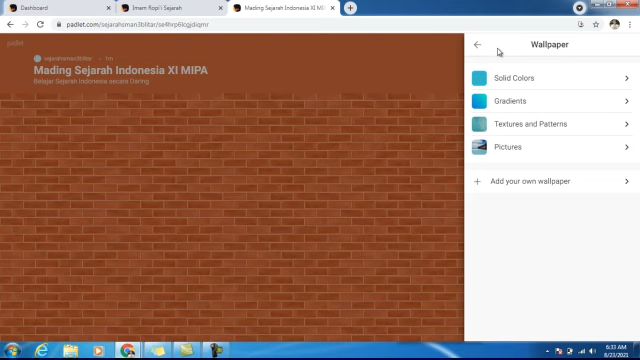 Dashboard
Imam Ropi'i Sejarah
Mading Sejarah Indonesia XI MIPA
padlet.com/sejarahsman3blitar/
padlet
sejarahsman3blitar • 1m
Mading Sejarah Indonesia XI MIPA
Belajar Sejarah Indonesia secara Daring
Wallpaper
Solid Colors
Gradients
Textures and Patterns
Pictures
Add your own wallpaper
6:33 AM
8/23/2021